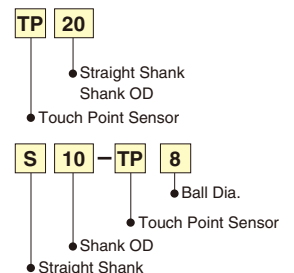 TP 20
Straight Shank
Shank OD
Touch Point Sensor
S 10 – TP 8
Ball Dia.
Touch Point Sensor
Shank OD
Straight Shank